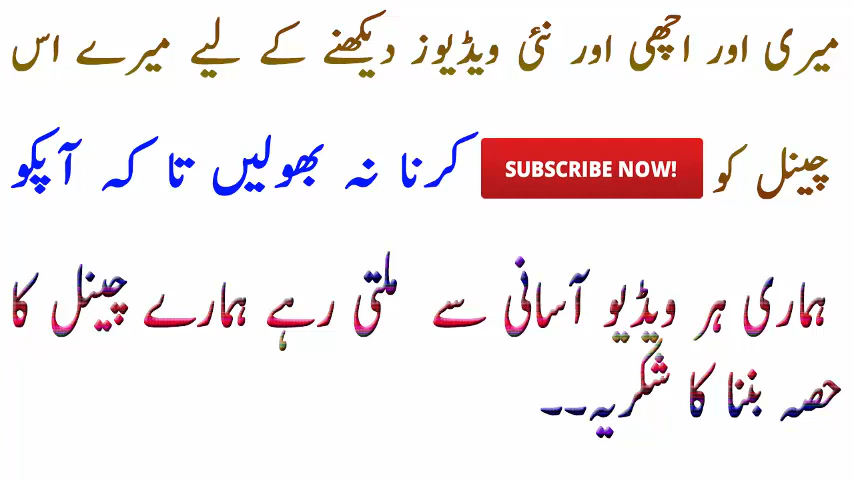 میری اور اچھی اور نئی ویڈیوز دیکھنے کے لیے میرے اس
چینل کو SUBSCRIBE NOW! کرنا نہ بھولیں تا کہ آپکو
ہماری ہر ویڈیو آسانی سے ملتی رہے ہمارے چینل کا
حصہ بننا کا شکریہ۔۔